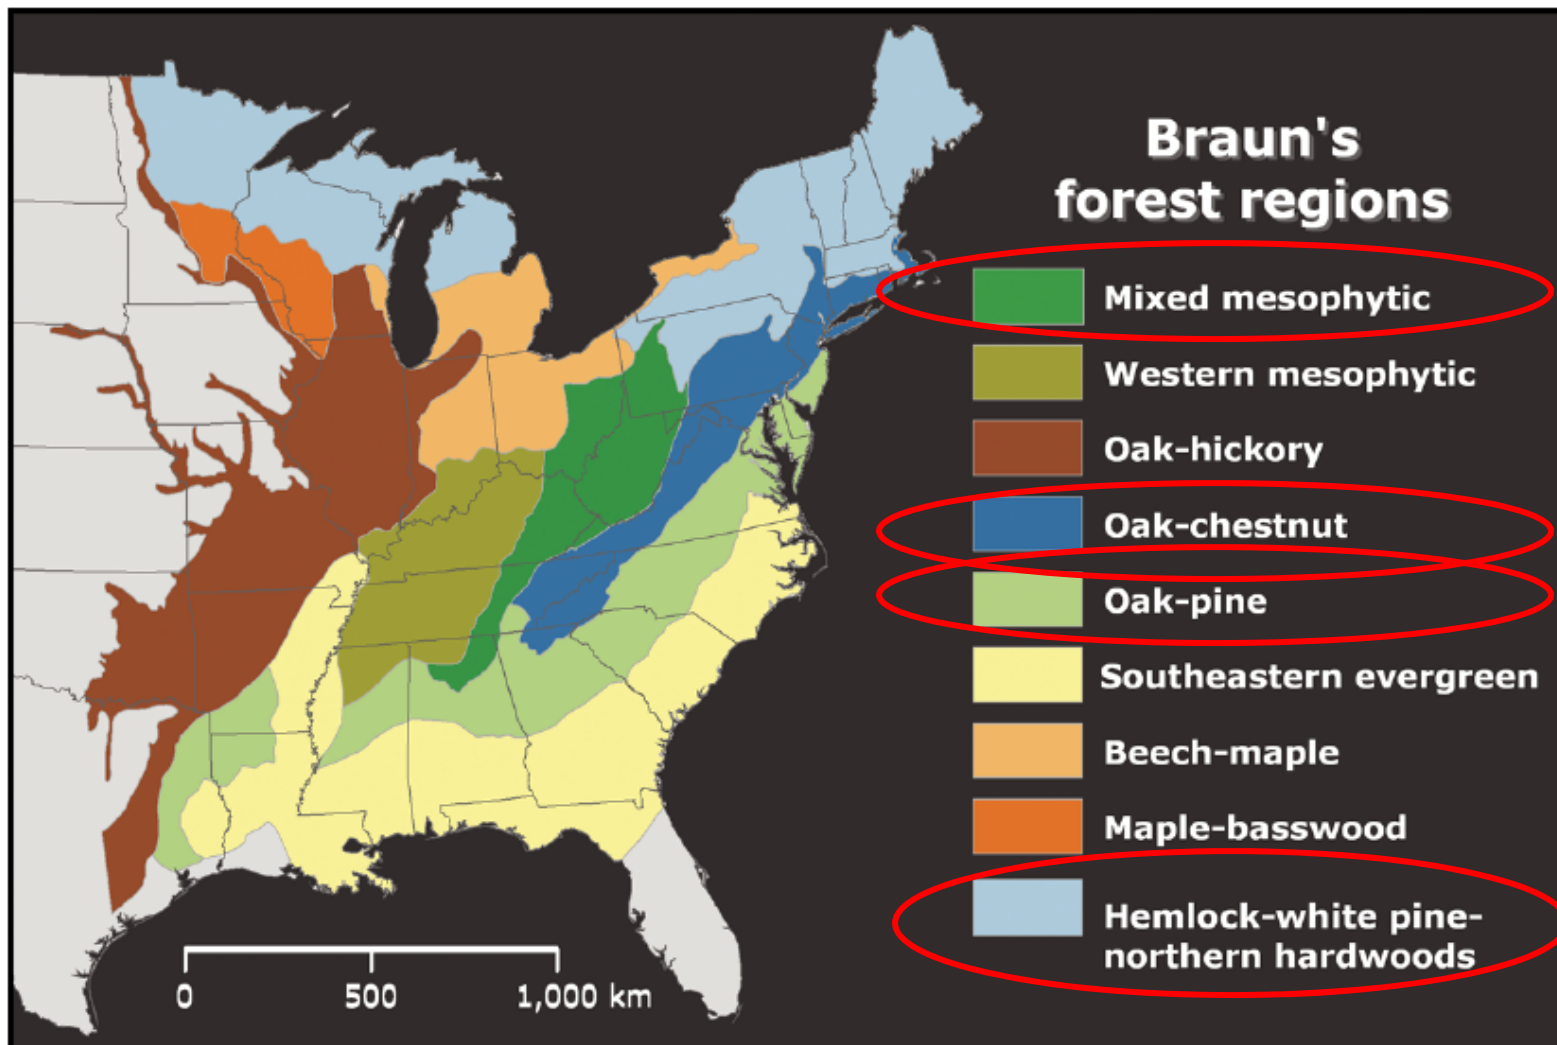 Braun's
forest regions
Mixed mesophytic
Western mesophytic
Oak-hickory
Oak-chestnut
Oak-pine
Southeastern evergreen
Beech-maple
Maple-basswood
Hemlock-white pine-
northern hardwoods
0 500 1,000 km